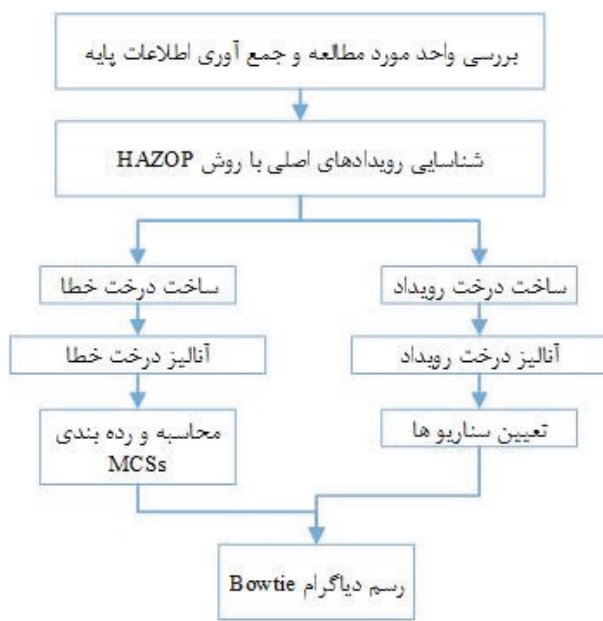 بررسی واحد مورد مطالعه و جمع آوری اطلاعات پایه
شناسایی رویدادهای اصلی با روش HAZOP
ساخت درخت رویداد
ساخت درخت خطا
آنالیز درخت رویداد
آنالیز درخت خطا
تعیین سناریو ها
محاسبه و رده بندی
MCSs
رسم دیاگرام Bowtie